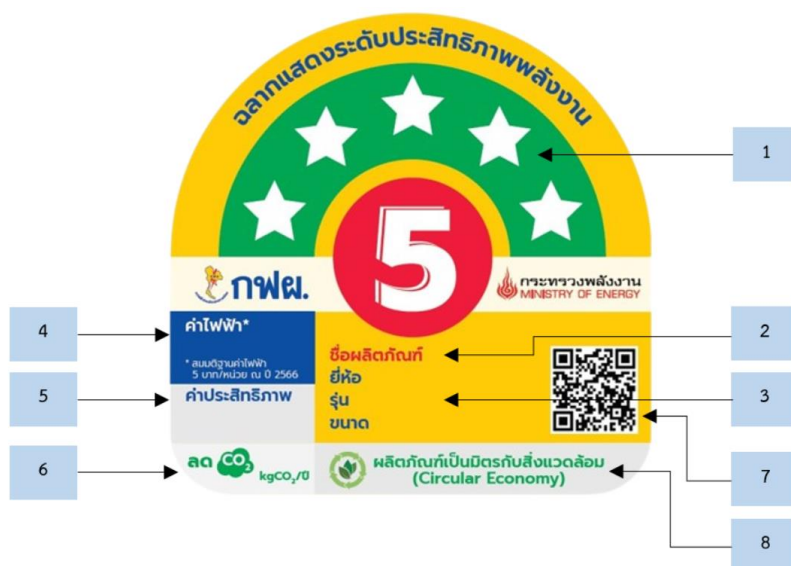 ฉลากแสดงระดับประสิทธิภาพพลังงาน
1
5
กฟผ.
กระทรวงพลังงาน
MINISTRY OF ENERGY
4
ค่าไฟฟ้า*
* สมมติฐานค่าไฟฟ้า
5 บาท/หน่วย ณ ปี 2566
ชื่อผลิตภัณฑ์
2
ยี่ห้อ
5
ค่าประสิทธิภาพ
รุ่น
3
ขนาด
6
ลด CO2
kgCO2/ปี
ผลิตภัณฑ์เป็นมิตรกับสิ่งแวดล้อม
(Circular Economy)
7
8